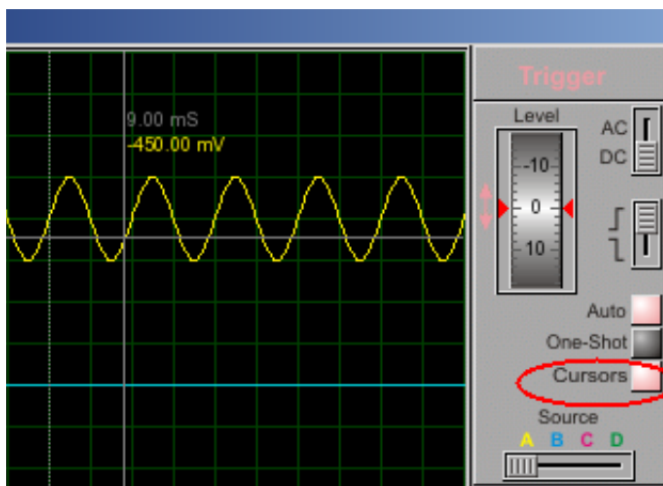 Trigger
Level
AC
DC
9.00 mS
-450.00 mV
-10
0
10
Auto
One-Shot
Cursors
Source
A B C D